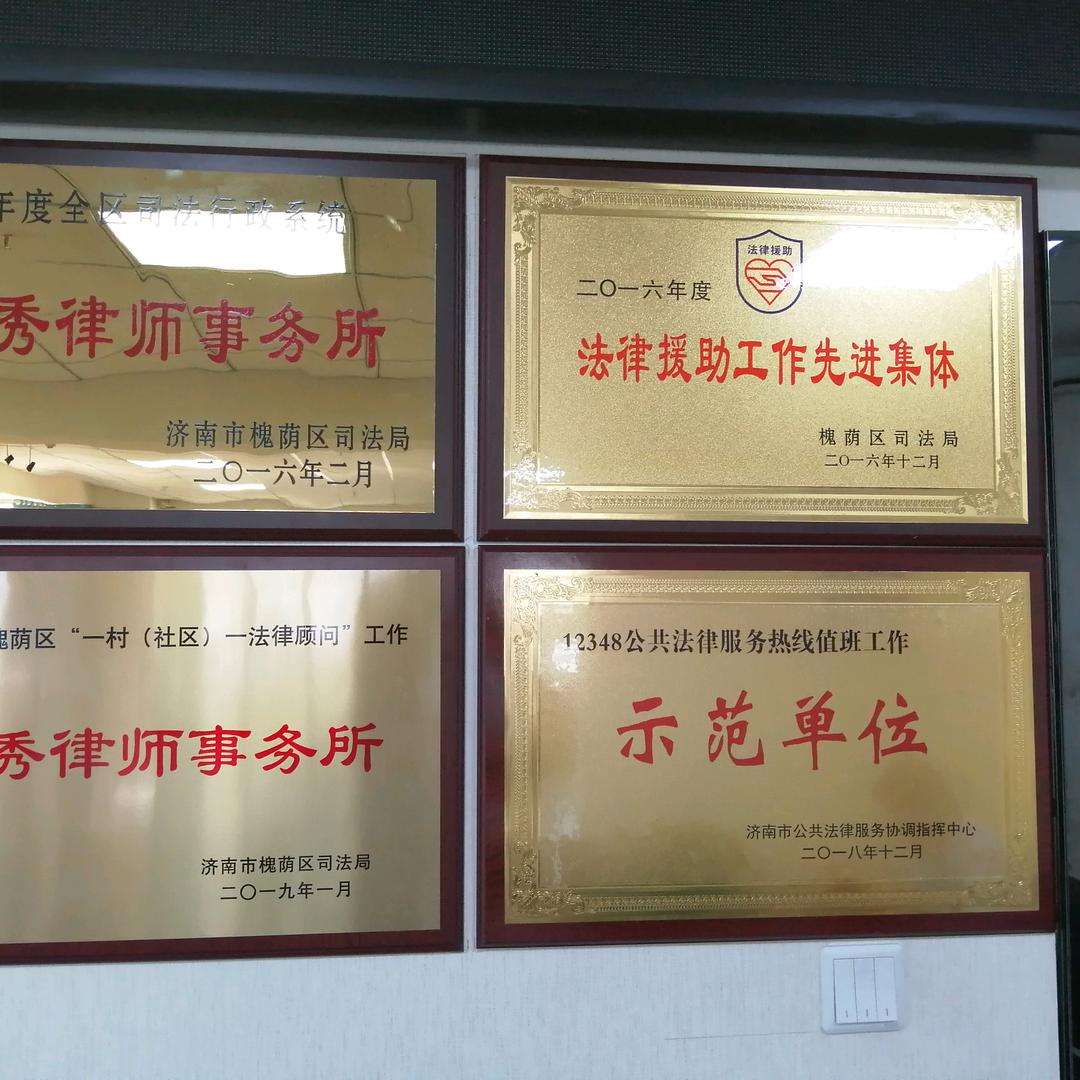 年度全区司法行政系统
秀律师事务所
济南市槐荫区司法局
二〇一六年二月
法律援助
二〇一六年度
法律援助工作先进集体
槐荫区司法局
二〇一六年十二月
槐荫区“一村（社区）一法律顾问”工作
秀律师事务所
济南市槐荫区司法局
二〇一九年一月
12348公共法律服务热线值班工作
示范单位
济南市公共法律服务协调指挥中心
二〇一八年十二月